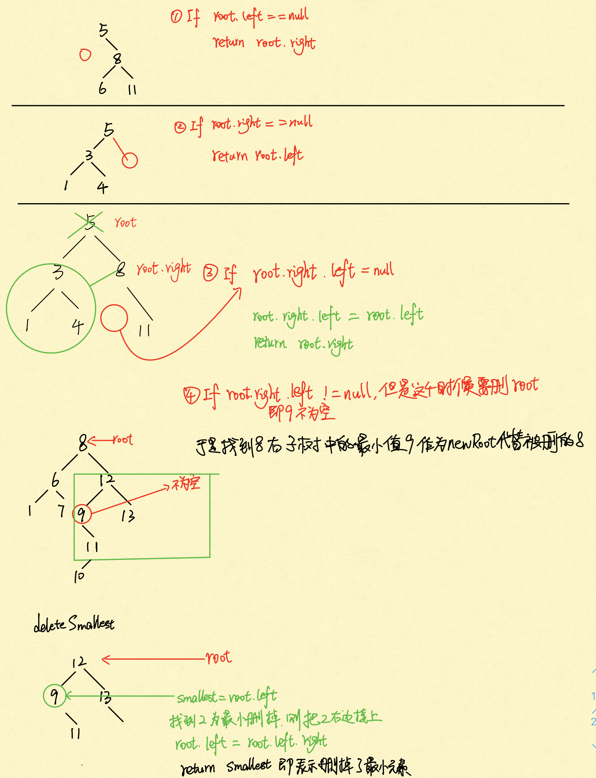 ① If root.left==null
return root.right
5
8
6 11
② If root.right==null
return root.left
5
3
1 4
5 root
3 8 root.right
③ If root.right.left=null
1 4 11
root.right.left = root.left
return root.right
④ If root.right.left != null, 但是这个时候要删 root
即9不为空
于是找到8右子树中的最小值9作为newRoot代替被删的8
8 root
6 12
不为空
1 7 9 13
11
10
deleteSmallest
12 root
9 13
smallest=root.left
找到2为最小删掉,则把2右边接上
11
root.left = root.left.right
return smallest 即表示删掉了最小元素